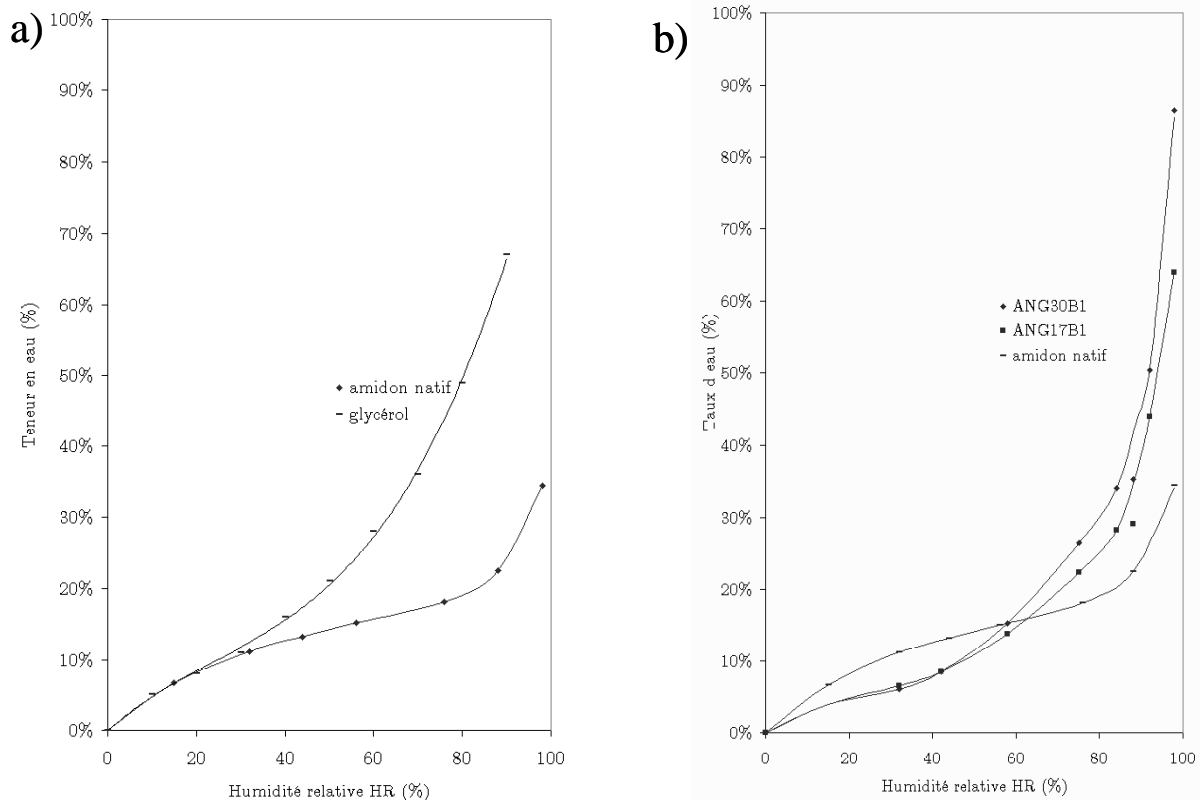 a)
100%
90%
80%
70%
60%
50%
40%
30%
20%
10%
0%
Teneur en eau (%)
amidon natif
glycérol
0 20 40 60 80 100
Humidité relative HR (%)
b)
100%
90%
80%
70%
60%
50%
40%
30%
20%
10%
0%
Taux d eau (%)
ANG30B1
ANG17B1
amidon natif
0 20 40 60 80 100
Humidité relative HR (%)